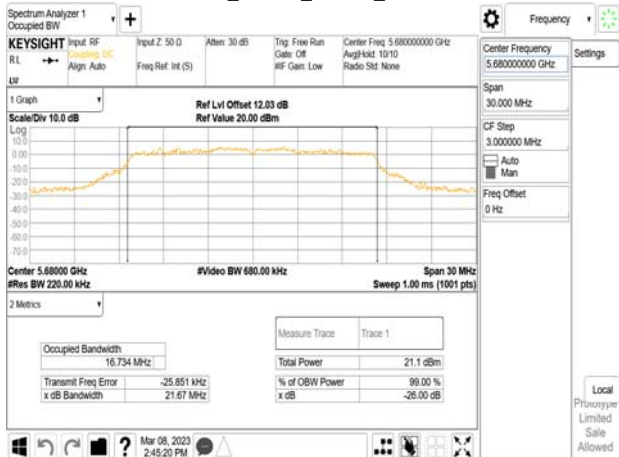 Spectrum Analyzer 1
Occupied BW
+
Frequency
KEYSIGHT
RL
Input: RF
Coupling: DC
Align: Auto
Input Z: 50 Ω
Freq Ref: Int (S)
Atten: 30 dB
Trig: Free Run
Gate: Off
#IF Gain: Low
Center Freq: 5.680000000 GHz
Avg|Hold: 10/10
Radio Std: None
Center Frequency
5.680000000 GHz
Settings
Span
30.000 MHz
CF Step
3.000000 MHz
Auto
Man
Freq Offset
0 Hz
1 Graph
Scale/Div 10.0 dB
Ref Lvl Offset 12.03 dB
Ref Value 20.00 dBm
Log
10.0
0.00
-10.0
-20.0
-30.0
-40.0
-50.0
-60.0
-70.0
Center 5.68000 GHz
#Res BW 220.00 kHz
#Video BW 680.00 kHz
Span 30 MHz
Sweep 1.00 ms (1001 pts)
2 Metrics
Measure Trace
Trace 1
Occupied Bandwidth
16.734 MHz
Total Power
21.1 dBm
Transmit Freq Error
-25.851 kHz
% of OBW Power
99.00 %
x dB Bandwidth
21.67 MHz
x dB
-26.00 dB
Local
Prototype
Limited
Sale
Allowed
?
Mar 08, 2023
2:45:20 PM